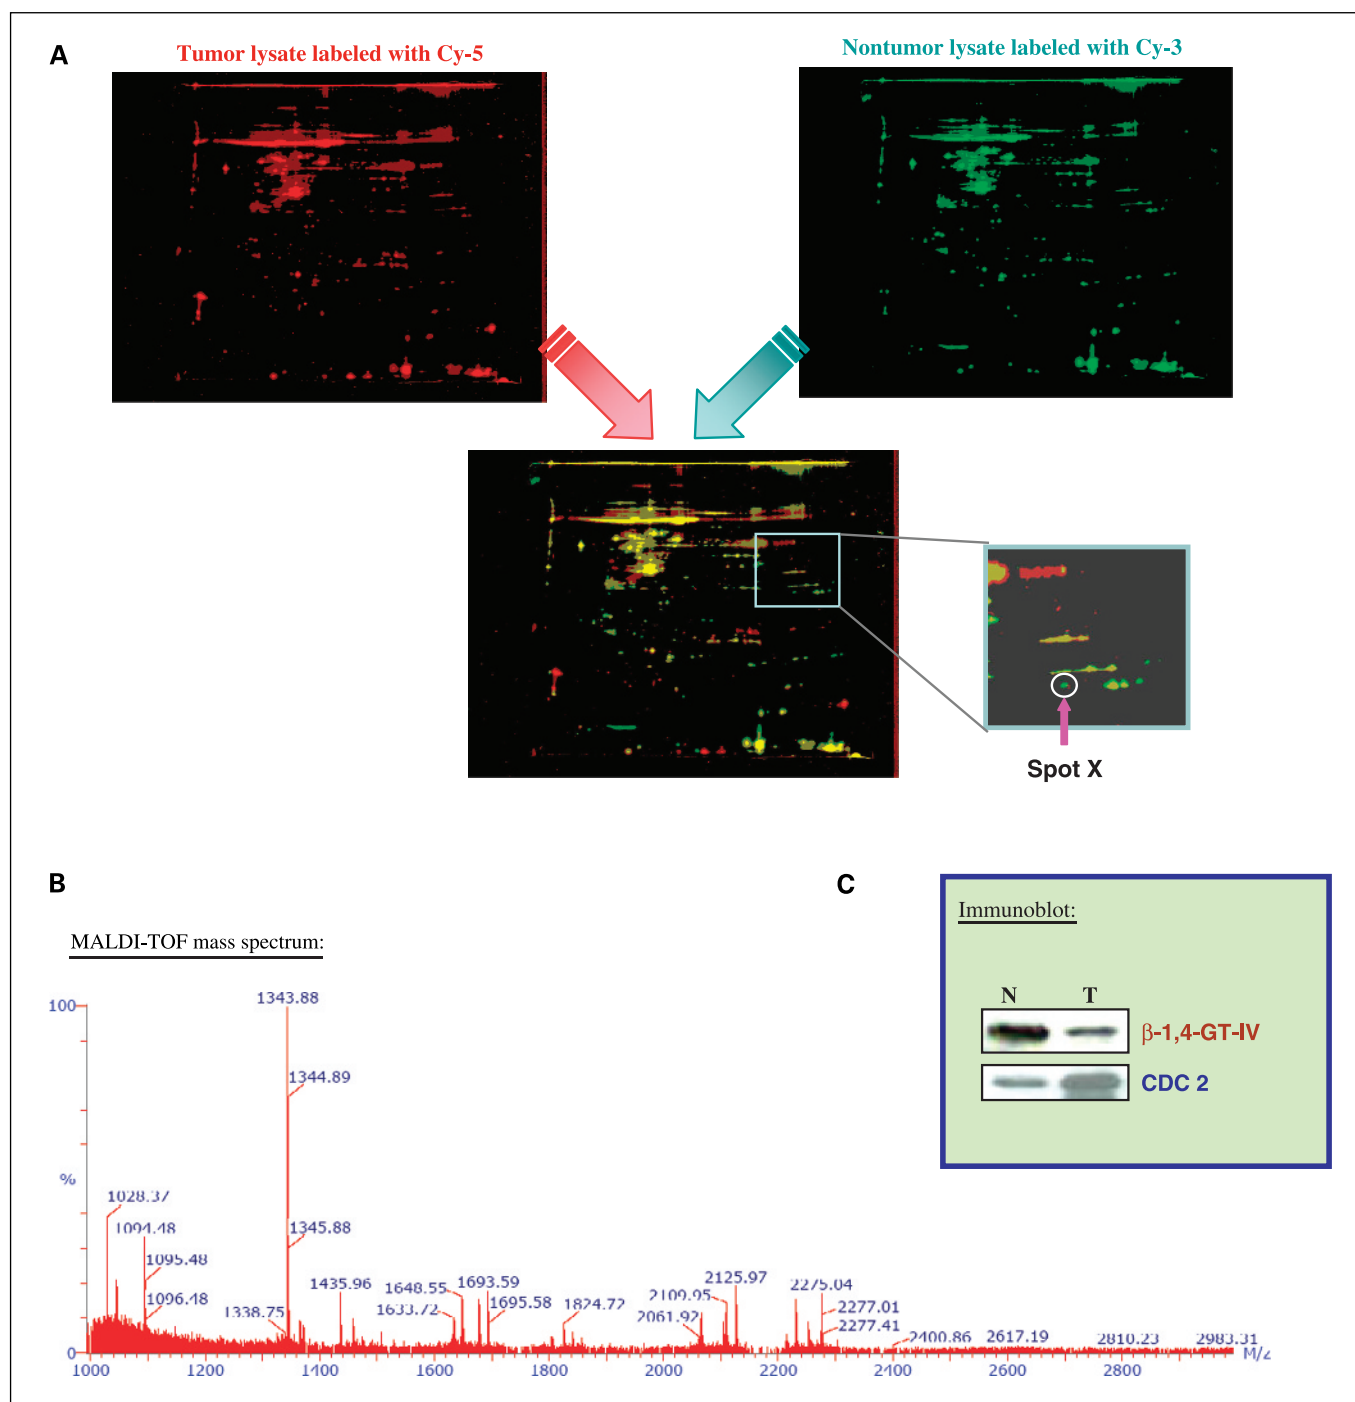 A
Tumor lysate labeled with Cy-5
Nontumor lysate labeled with Cy-3
Spot X
B
MALDI-TOF mass spectrum:
100
%
0
1343.88
1344.89
1345.88
1028.37
1094.48
1095.48
1096.48
1338.75
1435.96
1648.55
1633.72
1693.59
1695.58
1824.72
2109.95
2061.92
2125.97
2275.04
2277.01
2277.41
2400.86
2617.19
2810.23
2983.31
1000 1200 1400 1600 1800 2000 2200 2400 2600 2800 M/Z
C
Immunoblot:
N T
β-1,4-GT-IV
CDC 2